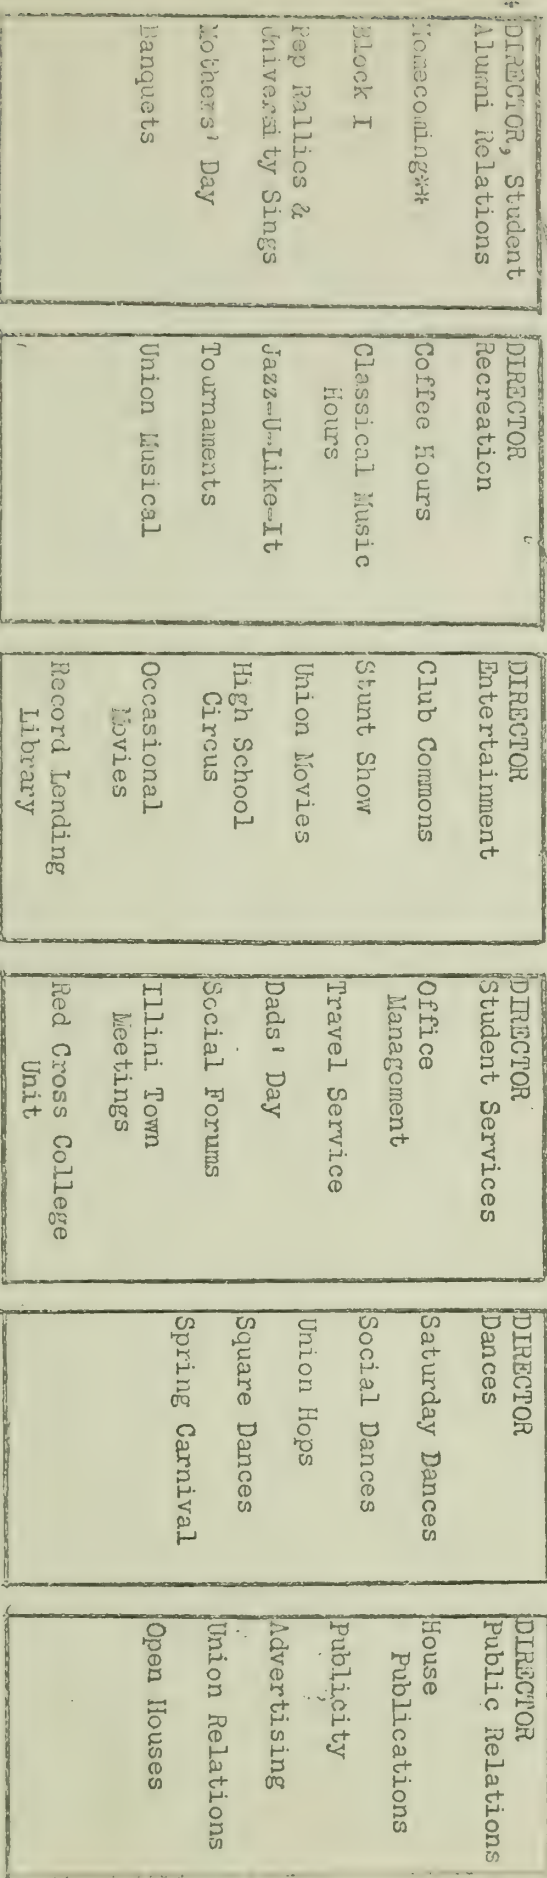 *
DIRECTOR, Student
Alumni Relations
Homecoming**
Block I
Pep Rallies &
University Sings
Mothers' Day
Banquets
DIRECTOR
Recreation
Coffee Hours
Classical Music
Hours
Jazz-U-Like-It
Tournaments
Union Musical
DIRECTOR
Entertainment
Club Commons
Stunt Show
Union Movies
High School
Circus
Occasional
Movies
Record Lending
Library
DIRECTOR
Student Services
Office
Management
Travel Service
Dads' Day
Social Forums
Illini Town
Meetings
Red Cross College
Unit
DIRECTOR
Dances
Saturday Dances
Social Dances
Union Hops
Square Dances
Spring Carnival
DIRECTOR
Public Relations
House
Publications
Publicity
Advertising
Union Relations
Open Houses